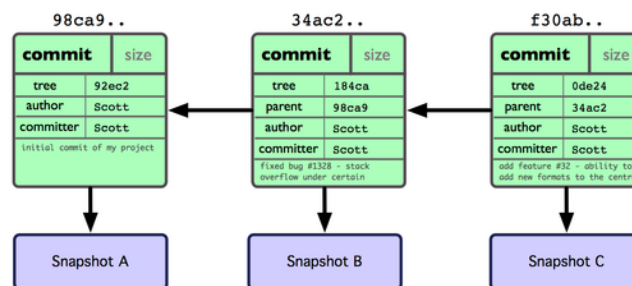 98ca9..
34ac2..
f30ab..
commit size
tree 92ec2
author Scott
committer Scott
initial commit of my project
commit size
tree 184ca
parent 98ca9
author Scott
committer Scott
fixed bug #1328 - stack
overflow under certain
commit size
tree 0de24
parent 34ac2
author Scott
committer Scott
add feature #32 - ability to
add new formats to the centr
Snapshot A
Snapshot B
Snapshot C